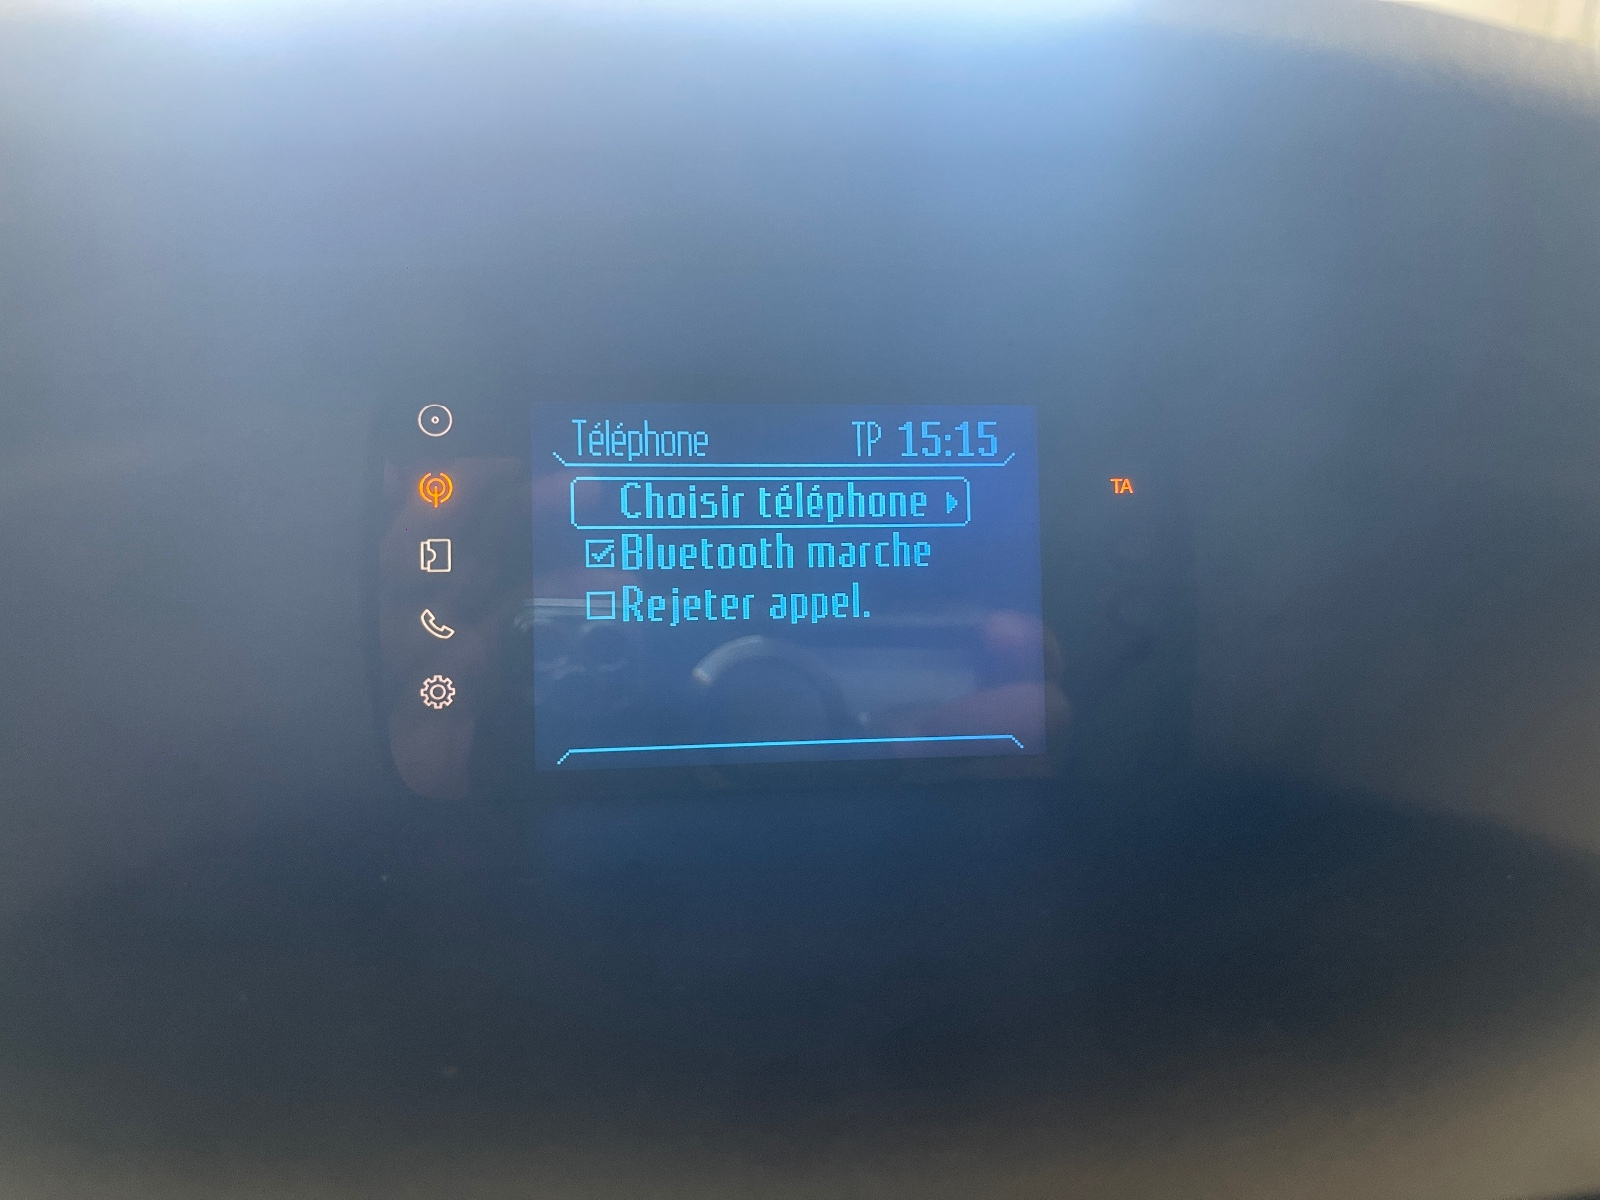 Téléphone TP 15:15
Choisir téléphone
TA
Bluetooth marche
Rejeter appel.